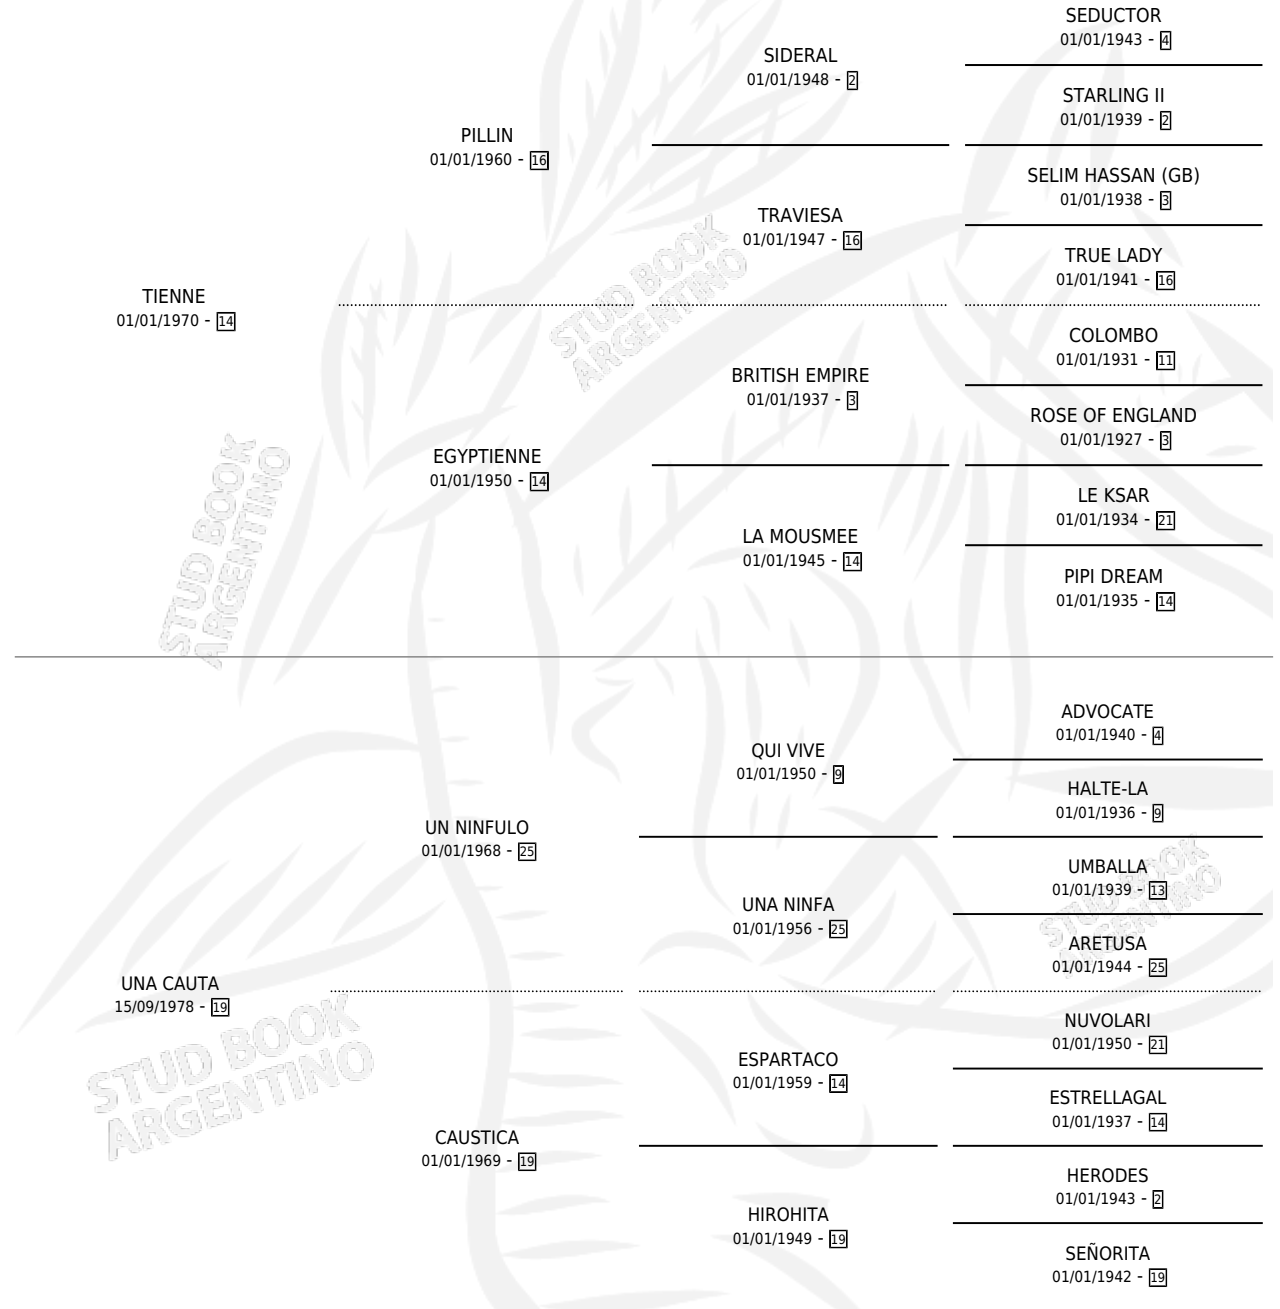 SEDUCTOR
01/01/1943 - 4
SIDERAL
01/01/1948 - 2
STARLING II
01/01/1939 - 2
PILLIN
01/01/1960 - 16
SELIM HASSAN (GB)
01/01/1938 - 3
TRAVIESA
01/01/1947 - 16
TRUE LADY
01/01/1941 - 16
TIENNE
01/01/1970 - 14
COLOMBO
01/01/1931 - 11
BRITISH EMPIRE
01/01/1937 - 3
ROSE OF ENGLAND
01/01/1927 - 3
EGYPTIENNE
01/01/1950 - 14
LE KSAR
01/01/1934 - 21
LA MOUSMEE
01/01/1945 - 14
PIPI DREAM
01/01/1935 - 14
ADVOCATE
01/01/1940 - 4
QUI VIVE
01/01/1950 - 9
HALTE-LA
01/01/1936 - 9
UN NINFULO
01/01/1968 - 25
UMBALLA
01/01/1939 - 13
UNA NINFA
01/01/1956 - 25
ARETUSA
01/01/1944 - 25
UNA CAUTA
15/09/1978 - 19
NUVOLARI
01/01/1950 - 21
ESPARTACO
01/01/1959 - 14
ESTRELLAGAL
01/01/1937 - 14
CAUSTICA
01/01/1969 - 19
HERODES
01/01/1943 - 2
HIROHITA
01/01/1949 - 19
SEÑORITA
01/01/1942 - 19
STUD BOOK
ARGENTINO
STUD BOOK
ARGENTINO
STUD BOOK
ARGENTINO
STUD BOOK
ARGENTINO